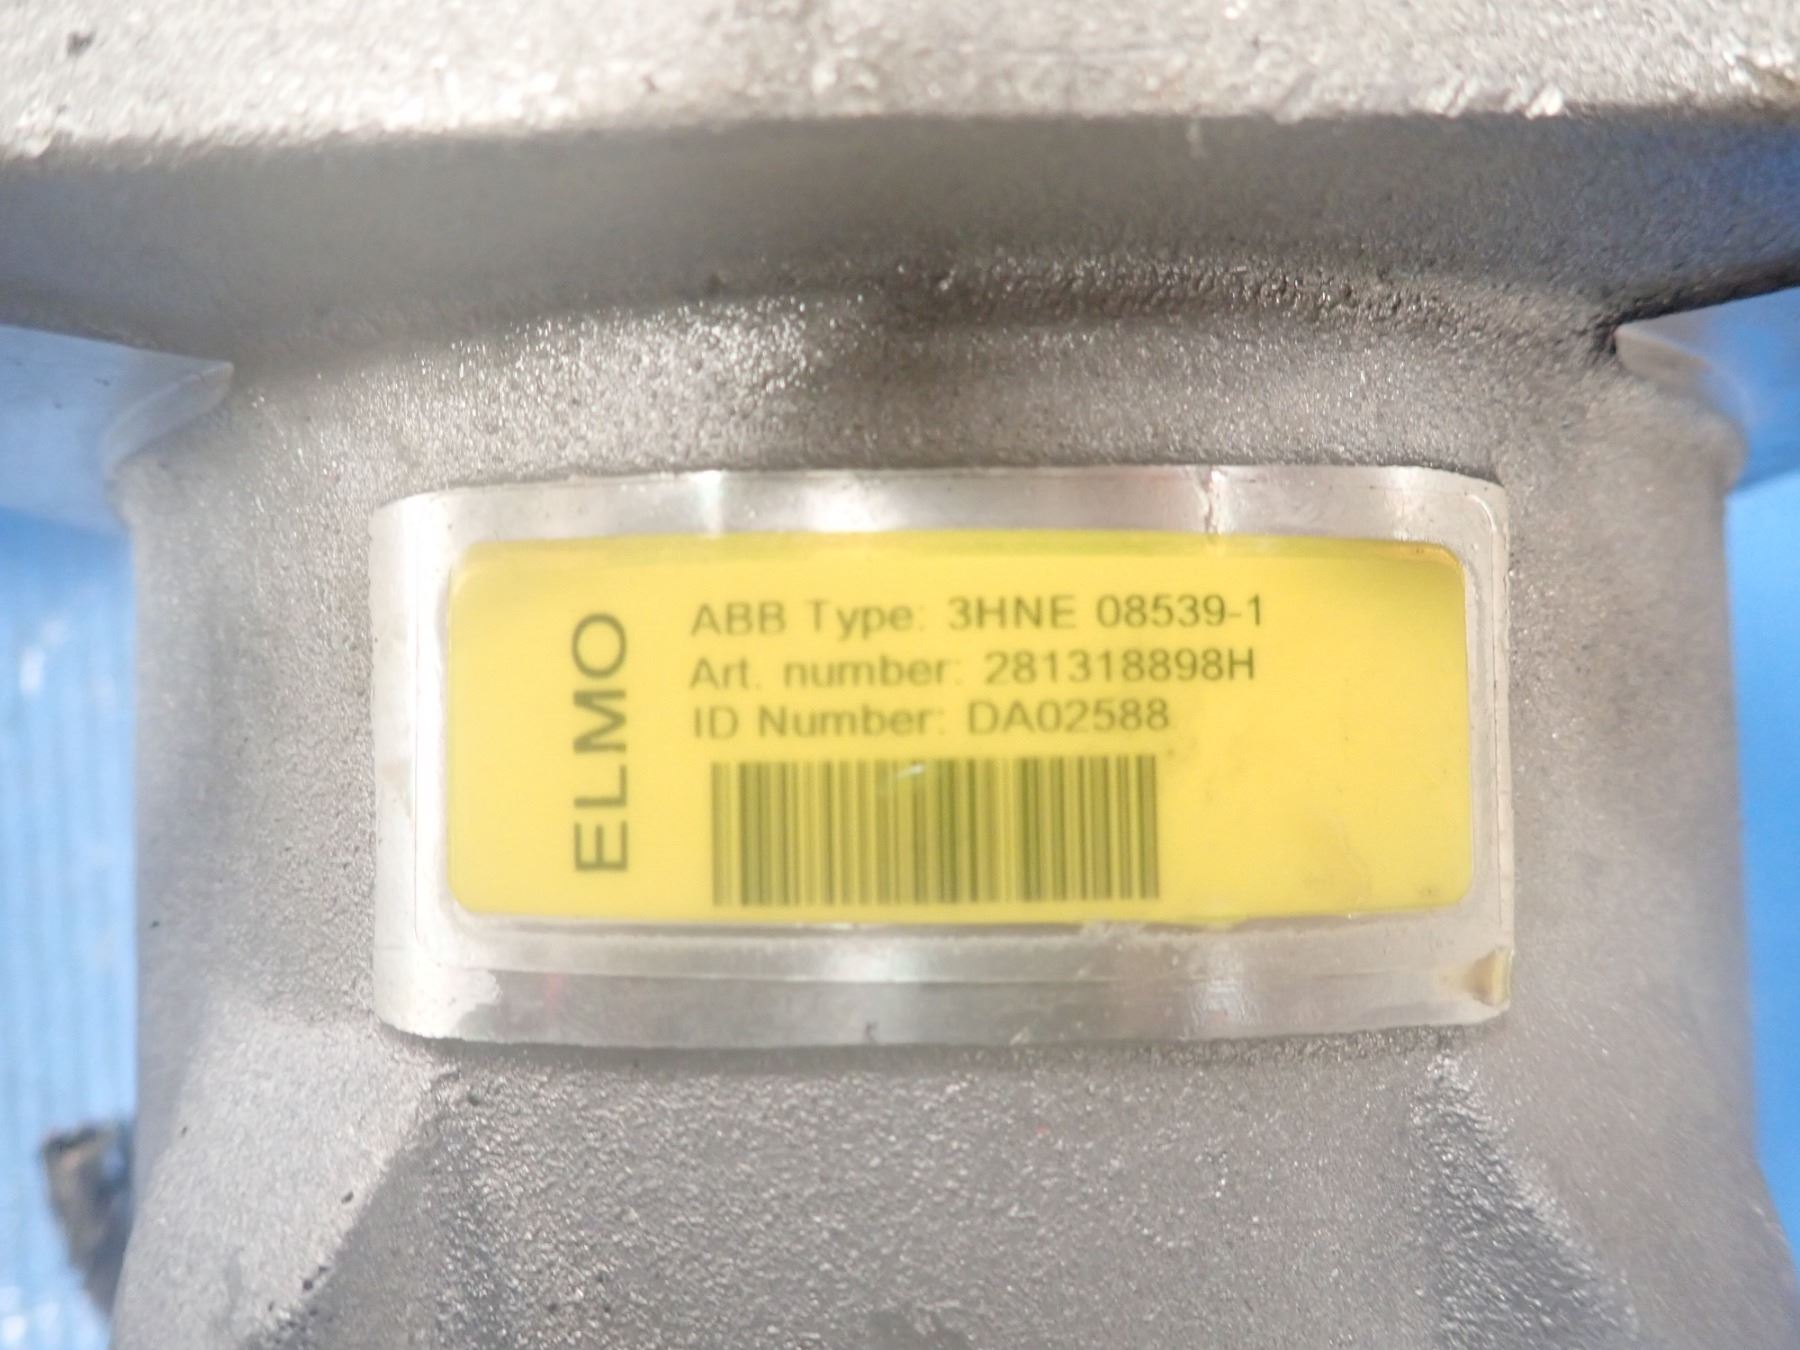 ELMO
ABB Type: 3HNE 08539-1
Art. number: 281318898H
ID Number: DA02588